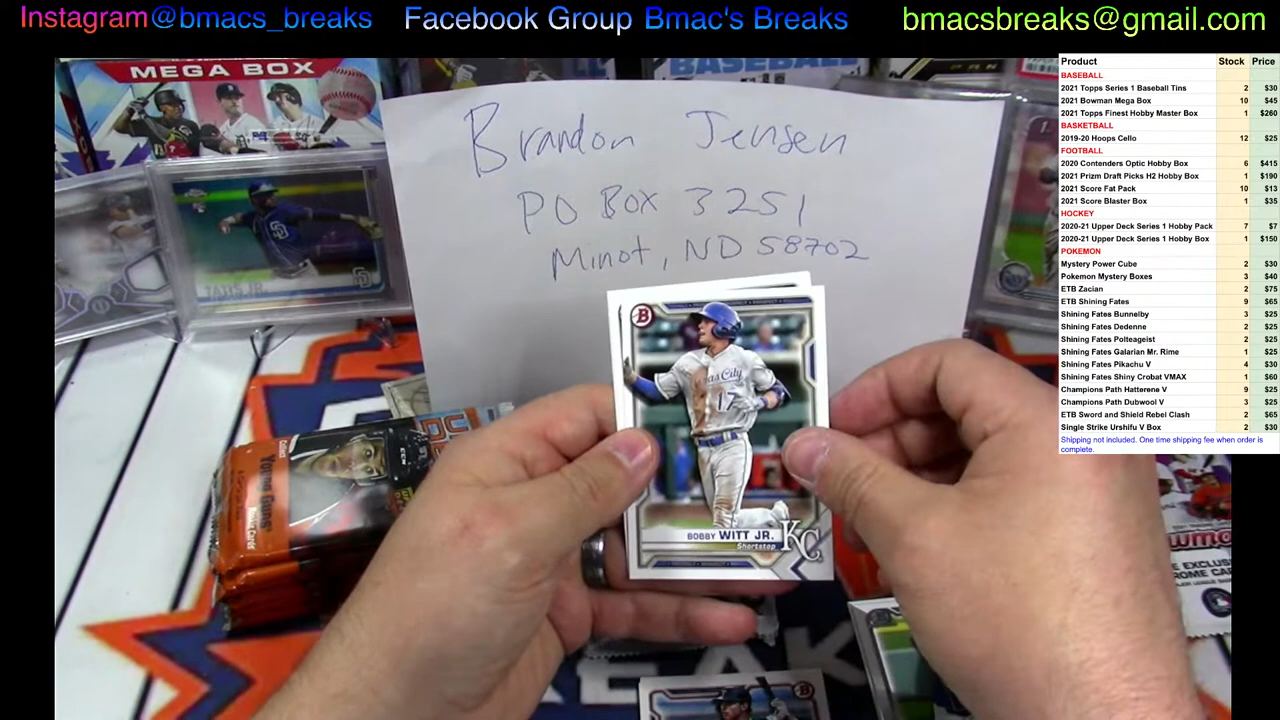 Instagram@bmacs_breaks Facebook Group Bmac's Breaks bmacsbreaks@gmail.com
MEGA BOX
BASEBALL
Brandon Jensen
PO Box 3251
Minot, ND 58702
TATIS JR.
B
Kansas City
17
BOBBY WITT JR.
Shortstop
KC
Young Guns
BREAK
Product Stock Price
BASEBALL
2021 Topps Series 1 Baseball Tins 2 $30
2021 Bowman Mega Box 10 $45
2021 Topps Finest Hobby Master Box 1 $260
BASKETBALL
2019-20 Hoops Cello 12 $25
FOOTBALL
2020 Contenders Optic Hobby Box 6 $415
2021 Prizm Draft Picks H2 Hobby Box 1 $190
2021 Score Fat Pack 10 $13
2021 Score Blaster Box 1 $35
HOCKEY
2020-21 Upper Deck Series 1 Hobby Pack 7 $7
2020-21 Upper Deck Series 1 Hobby Box 1 $150
POKEMON
Mystery Power Cube 2 $30
Pokemon Mystery Boxes 3 $40
ETB Zacian 2 $75
ETB Shining Fates 9 $65
Shining Fates Bunnelby 3 $25
Shining Fates Dedenne 2 $25
Shining Fates Polteageist 2 $25
Shining Fates Galarian Mr. Rime 1 $25
Shining Fates Pikachu V 4 $30
Shining Fates Shiny Crobat VMAX 1 $60
Champions Path Hatterene V 9 $25
Champions Path Dubwool V 3 $25
ETB Sword and Shield Rebel Clash 2 $65
Single Strike Urshifu V Box 2 $30
Shipping not included. One time shipping fee when order is
complete.